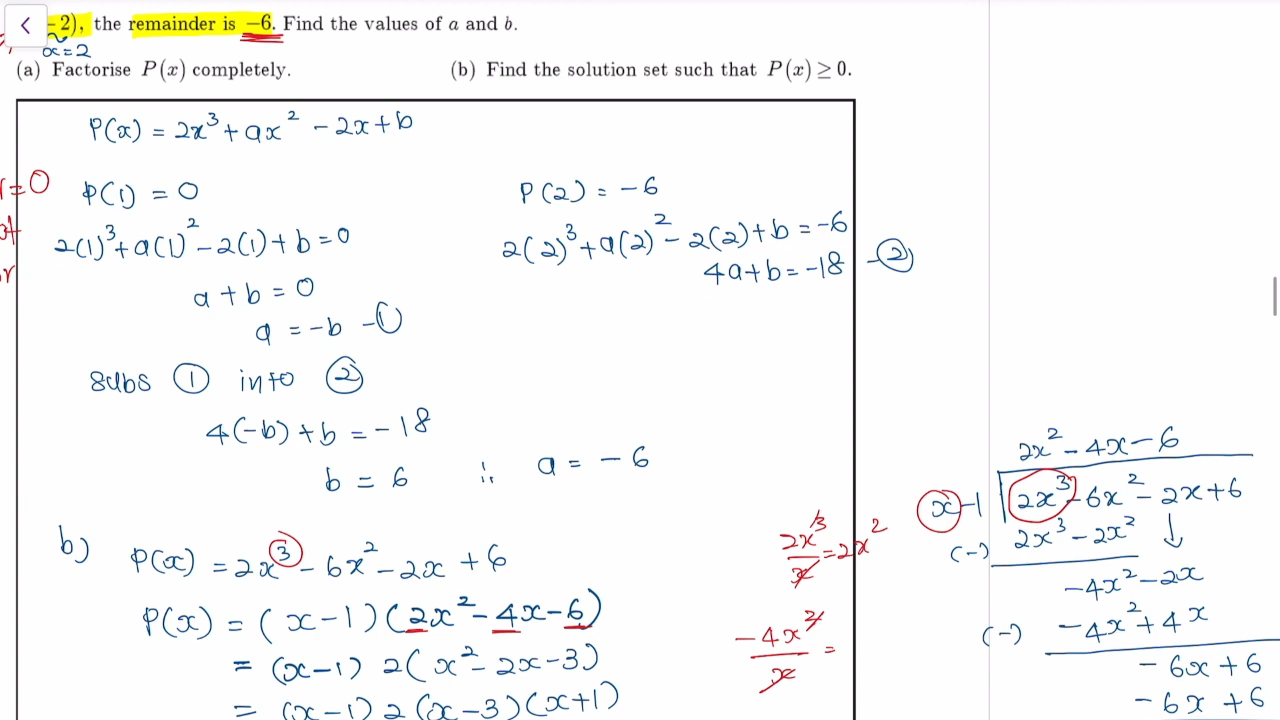 -2), the remainder is -6. Find the values of a and b.
x=2
(a) Factorise P(x) completely. (b) Find the solution set such that P(x) ≥ 0.
P(x) = 2x³ + ax² - 2x + b
r=0
P(1) = 0
P(2) = -6
2(1)³ + a(1)² - 2(1) + b = 0
2(2)³ + a(2)² - 2(2) + b = -6
4a + b = -18 - ②
a + b = 0
a = -b - ①
subs ① into ②
4(-b) + b = -18
b = 6 ∴ a = -6
b) P(x) = 2x³ - 6x² - 2x + 6
P(x) = (x-1)(2x² - 4x - 6)
= (x-1) 2(x² - 2x - 3)
= (x-1) 2 (x-3)(x+1)
2x³/x = 2x²
-4x²/x =
2x² - 4x - 6
x - 1 2x³ - 6x² - 2x + 6
(-) 2x³ - 2x² ↓
-4x² - 2x
(-) -4x² + 4x
-6x + 6
-6x + 6